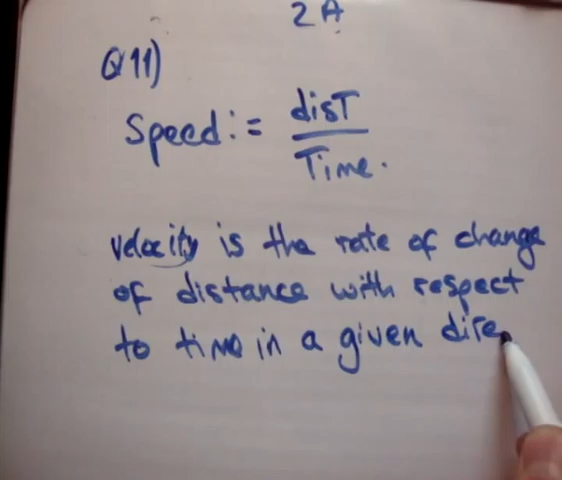 2A
Q11)
Speed:= disT
Time.
velocity is the rate of change
of distance with respect
to time in a given dire